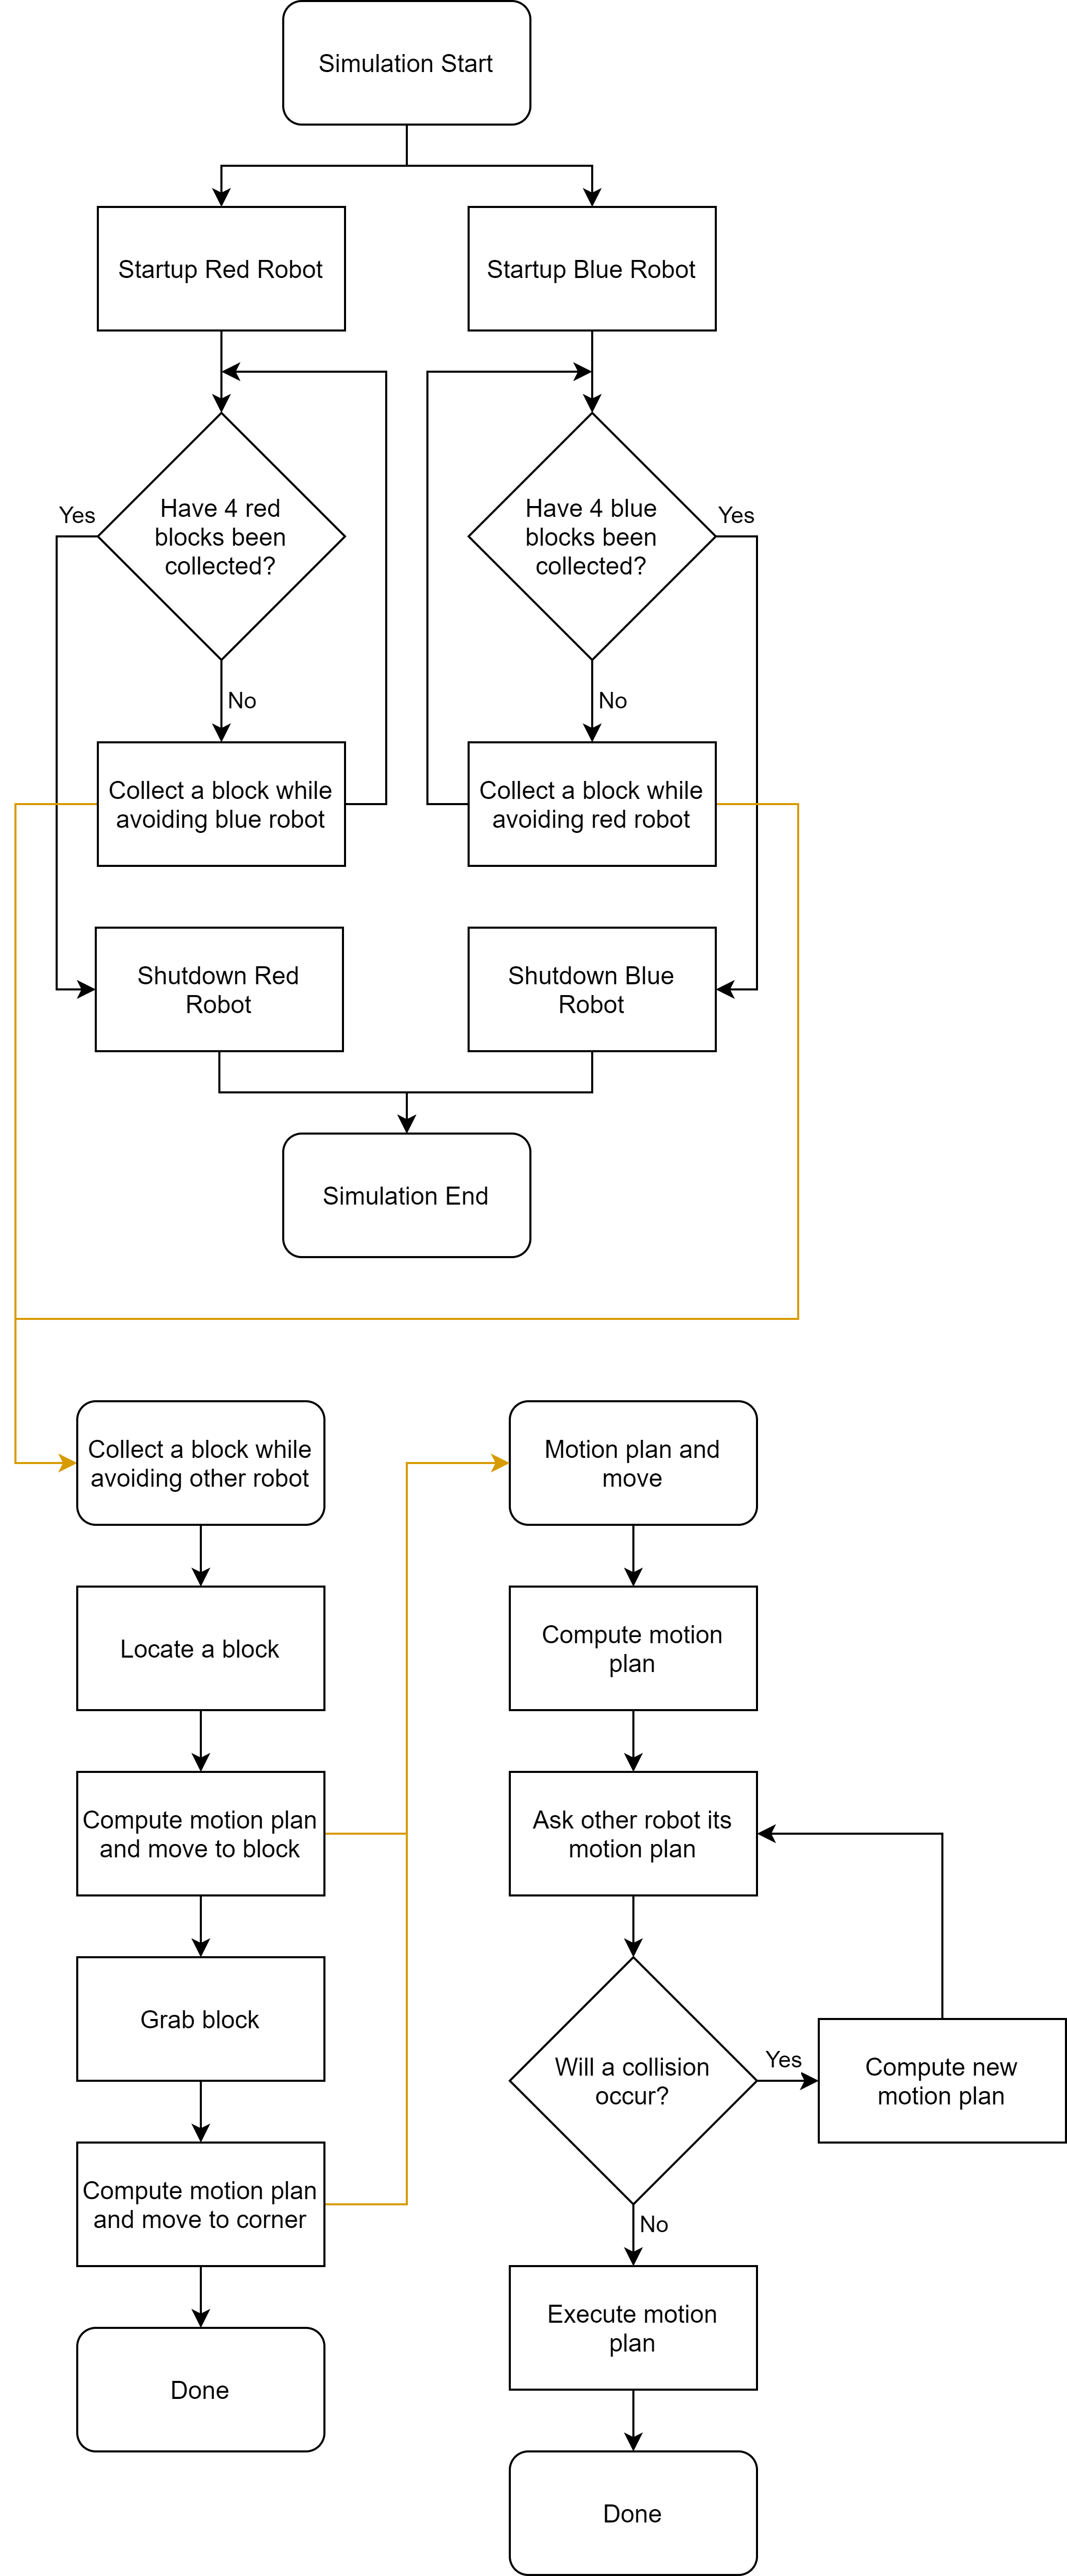 Simulation Start
Startup Red Robot
Startup Blue Robot
Have 4 red
blocks been
collected?
Yes
No
Have 4 blue
blocks been
collected?
Yes
No
Collect a block while
avoiding blue robot
Collect a block while
avoiding red robot
Shutdown Red
Robot
Shutdown Blue
Robot
Simulation End
Collect a block while
avoiding other robot
Locate a block
Compute motion plan
and move to block
Grab block
Compute motion plan
and move to corner
Done
Motion plan and
move
Compute motion
plan
Ask other robot its
motion plan
Will a collision
occur?
Yes
Compute new
motion plan
No
Execute motion
plan
Done